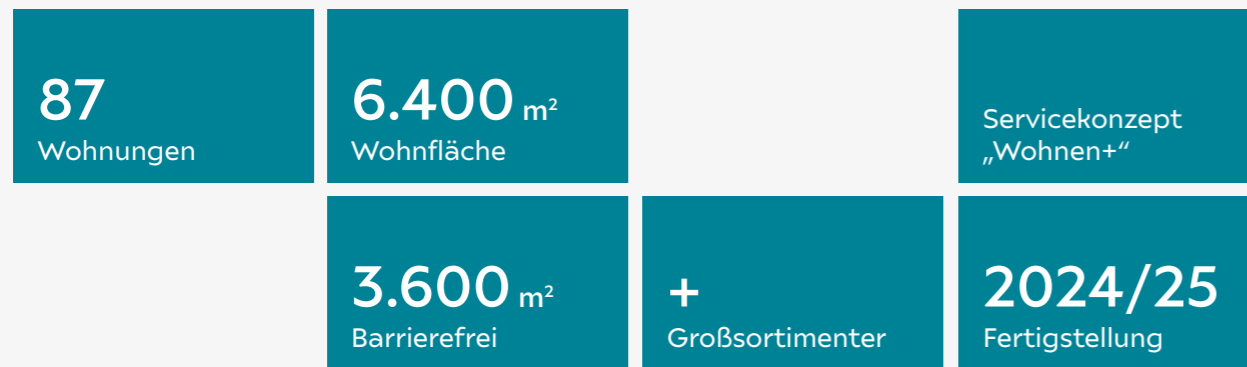 87
Wohnungen
6.400 m²
Wohnfläche
Servicekonzept
„Wohnen+“
3.600 m²
Barrierefrei
+
Großsortimenter
2024/25
Fertigstellung